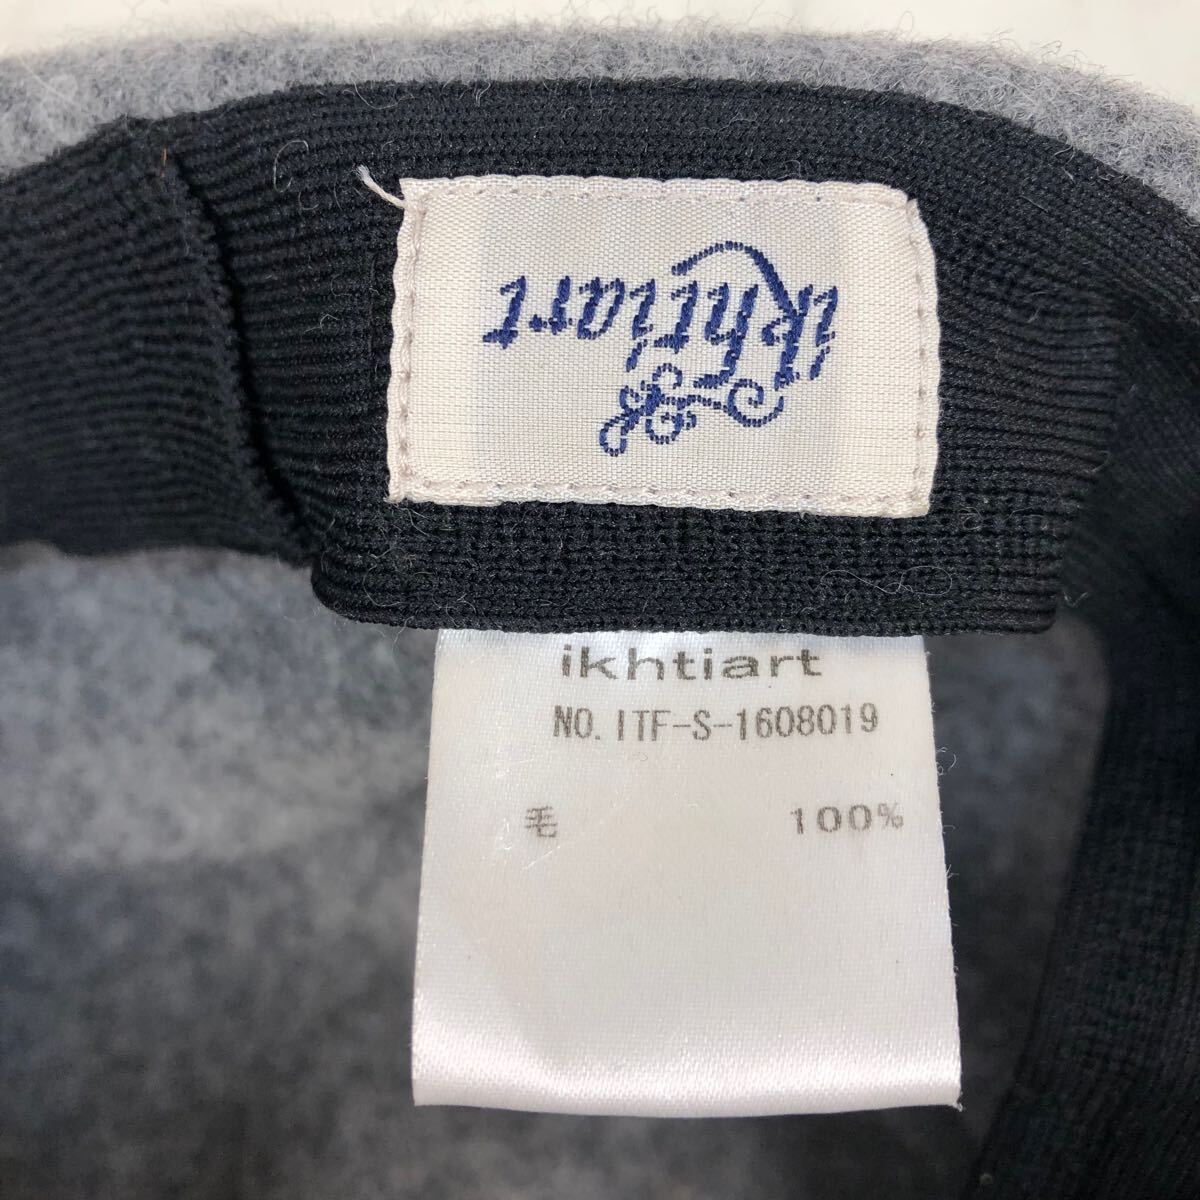 ikhtiart
ikhtiart
NO. ITF-S-1608019
毛 100%